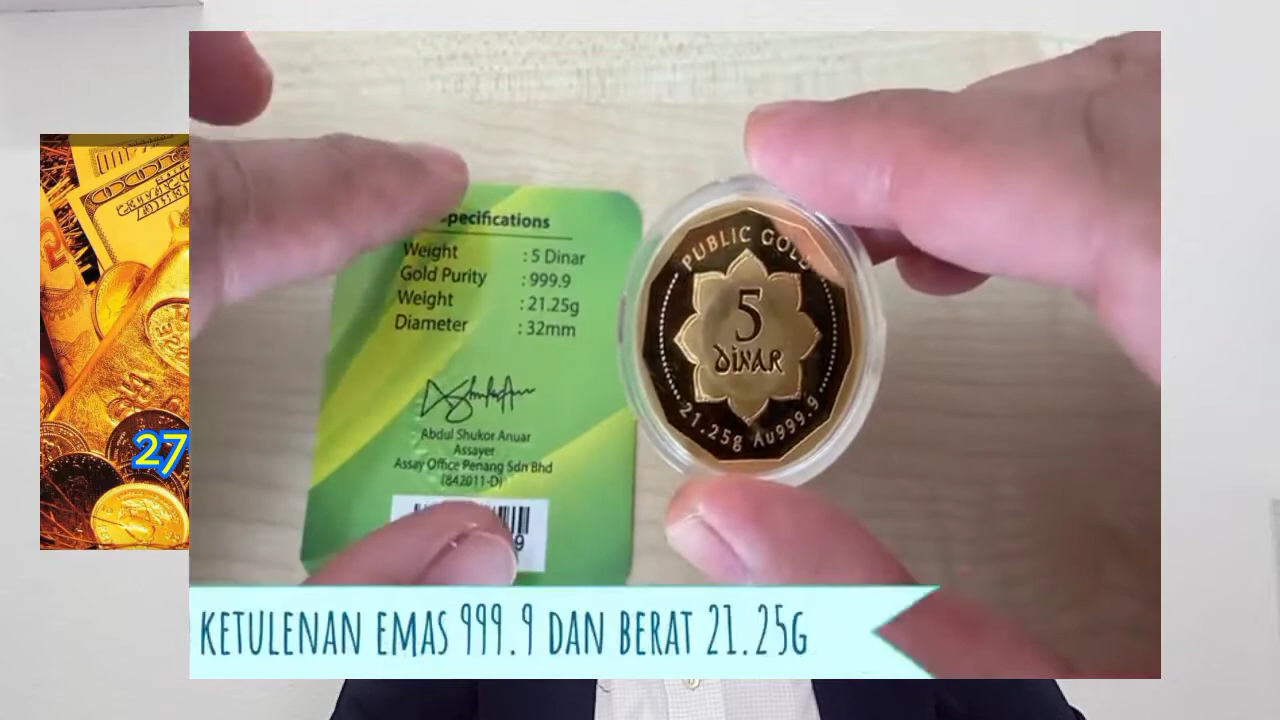 pecifications
Weight : 5 Dinar
Gold Purity : 999.9
Weight : 21.25g
Diameter : 32mm
Abdul Shukor Anuar
Assayer
Assay Office Penang Sdn Bhd
(842011-D)
9
PUBLIC GOLD
5
DINAR
21.25g Au999.9
27
KETULENAN EMAS 999.9 DAN BERAT 21.25G